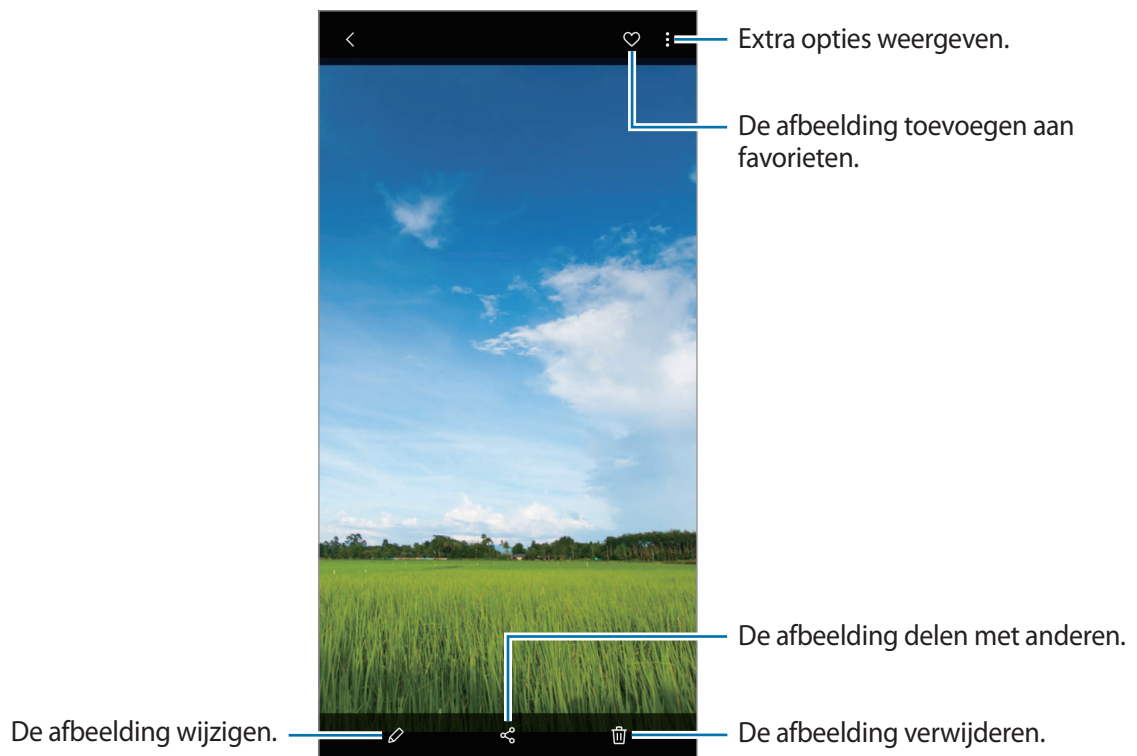 Extra opties weergeven.
De afbeelding toevoegen aan
favorieten.
De afbeelding delen met anderen.
De afbeelding wijzigen.
De afbeelding verwijderen.